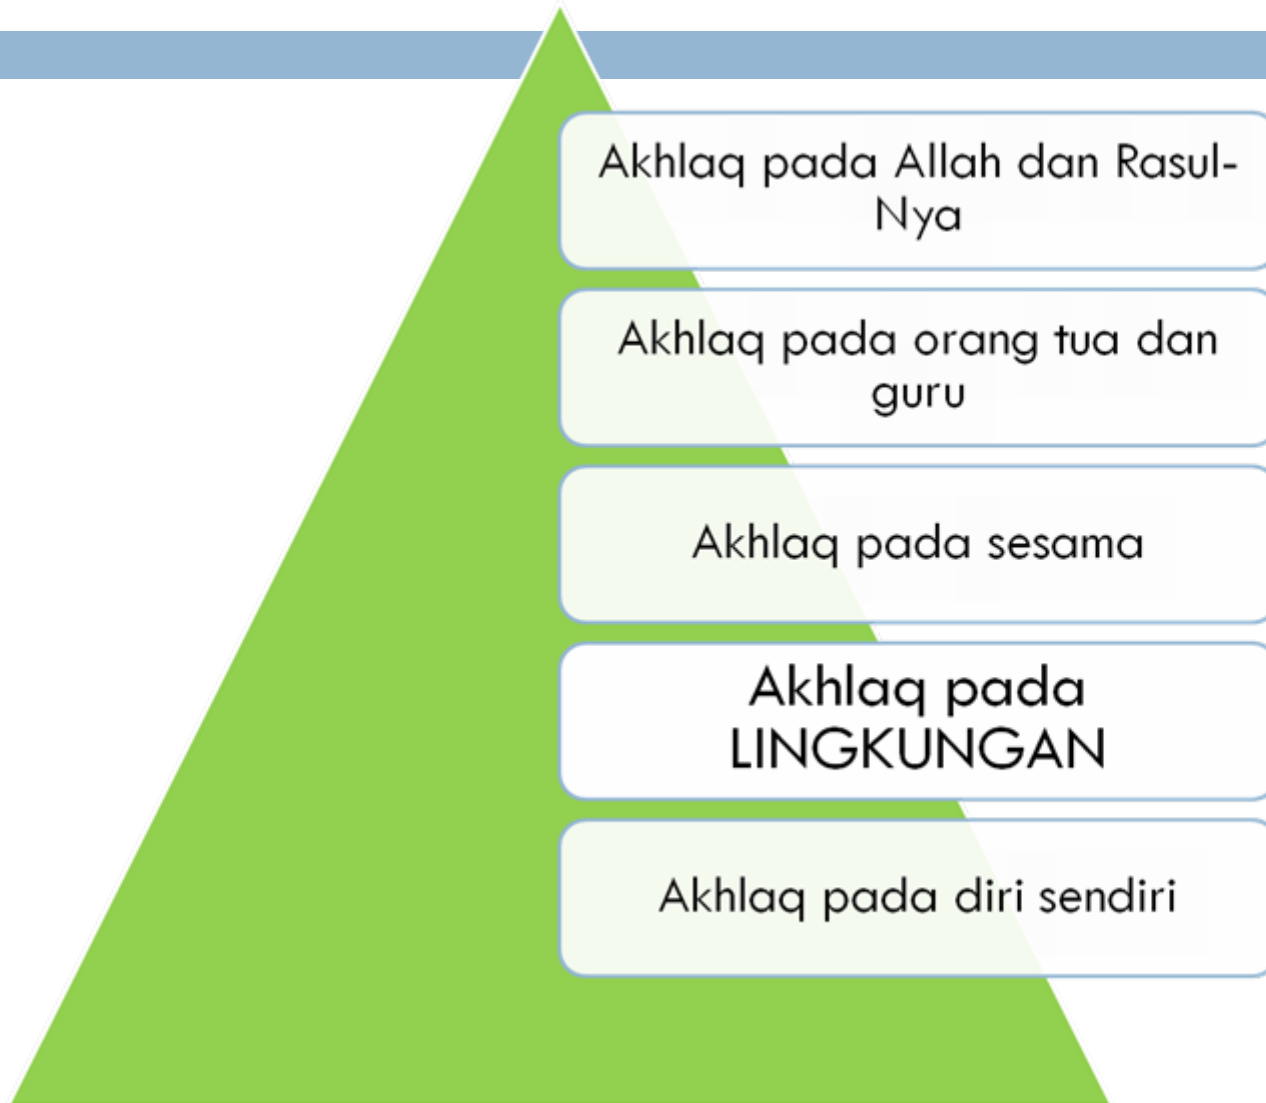 Akhlaq pada Allah dan Rasul-
Nya
Akhlaq pada orang tua dan
guru
Akhlaq pada sesama
Akhlaq pada
LINGKUNGAN
Akhlaq pada diri sendiri